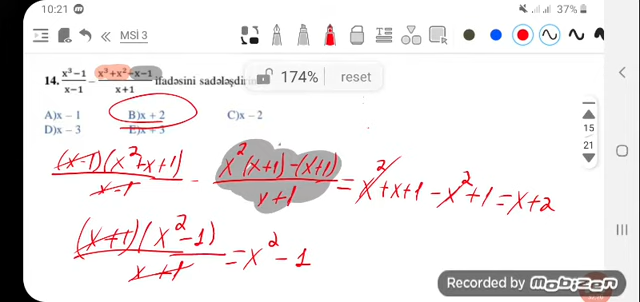 10:21 37%
MSİ 3
174% reset
14. x³-1/x-1 - x³+x²-x-1/x+1 ifadəsini sadələşdirin
A)x - 1 B)x + 2 C)x - 2
D)x - 3 E)x + 3
(x-1)(x²+x+1)/x-1 - x²(x+1)-(x+1)/x+1 = x²+x+1-x²+1=x+2
(x+1)(x²-1)/x+1 = x²-1
15
21
Recorded by Mobizen